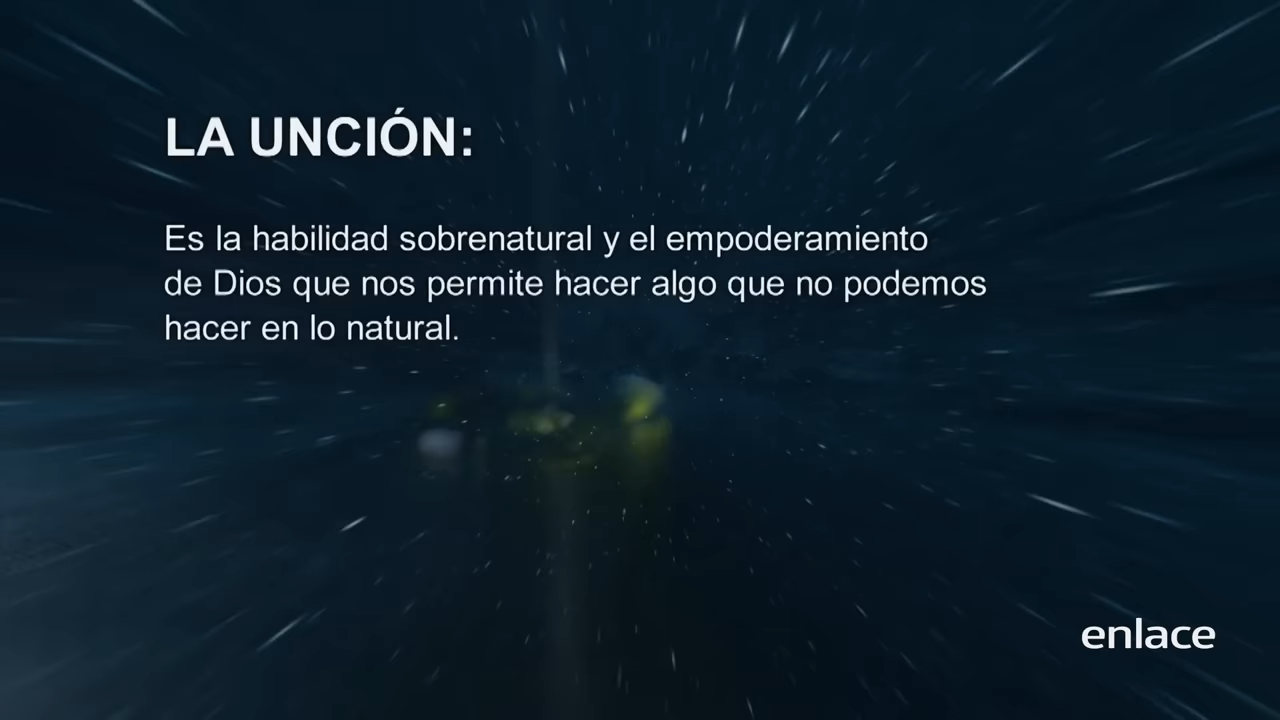 LA UNCIÓN:
Es la habilidad sobrenatural y el empoderamiento
de Dios que nos permite hacer algo que no podemos
hacer en lo natural.
enlace